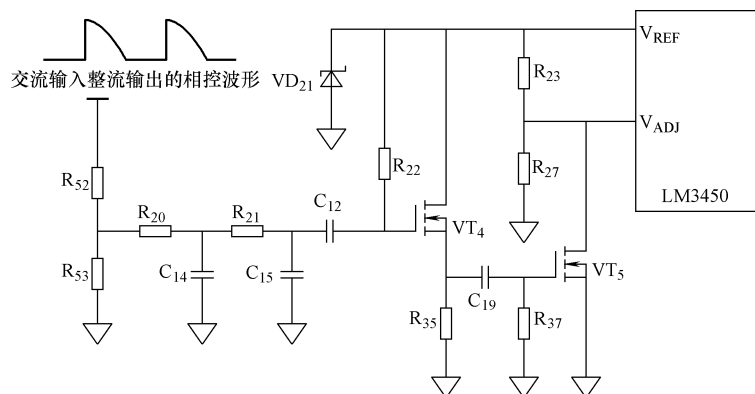 交流输入整流输出的相控波形
VD21
VREF
R23
VADJ
R22
R27
LM3450
R52
R20
R21
C12
VT4
R53
C14
C15
VT5
C19
R35
R37